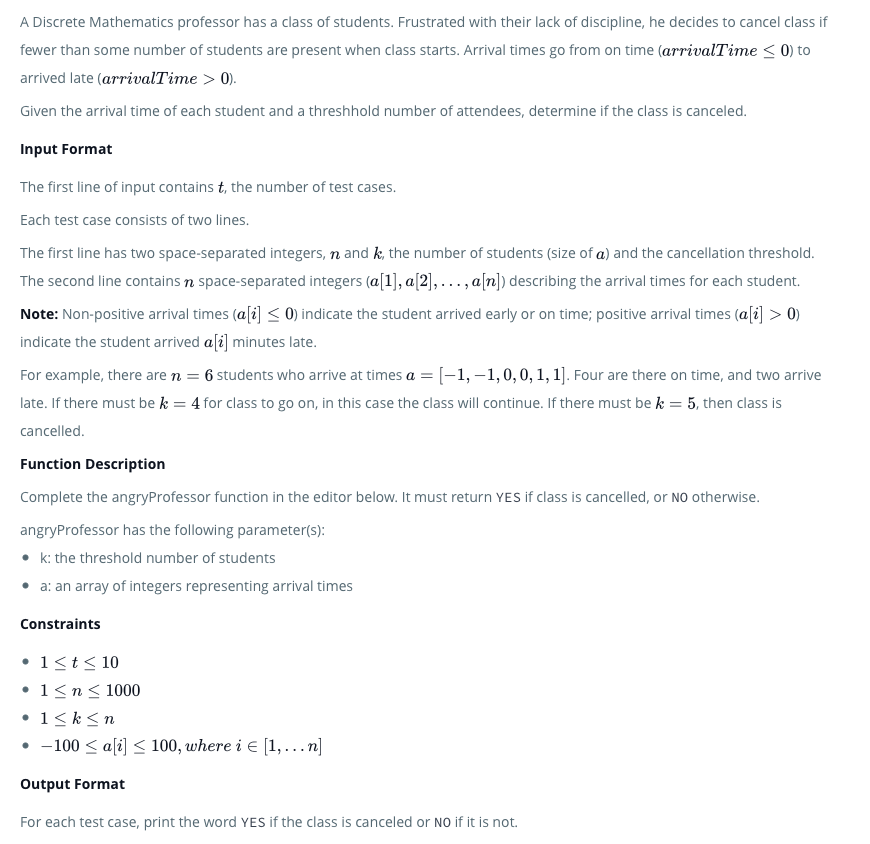 A Discrete Mathematics professor has a class of students. Frustrated with their lack of discipline, he decides to cancel class if
fewer than some number of students are present when class starts. Arrival times go from on time (arrivalTime ≤ 0) to
arrived late (arrivalTime > 0).
Given the arrival time of each student and a threshhold number of attendees, determine if the class is canceled.
Input Format
The first line of input contains t, the number of test cases.
Each test case consists of two lines.
The first line has two space-separated integers, n and k, the number of students (size of a) and the cancellation threshold.
The second line contains n space-separated integers (a[1], a[2], . . . , a[n]) describing the arrival times for each student.
Note: Non-positive arrival times (a[i] ≤ 0) indicate the student arrived early or on time; positive arrival times (a[i] > 0)
indicate the student arrived a[i] minutes late.
For example, there are n = 6 students who arrive at times a = [−1, −1, 0, 0, 1, 1]. Four are there on time, and two arrive
late. If there must be k = 4 for class to go on, in this case the class will continue. If there must be k = 5, then class is
cancelled.
Function Description
Complete the angryProfessor function in the editor below. It must return YES if class is cancelled, or NO otherwise.
angryProfessor has the following parameter(s):
• k: the threshold number of students
• a: an array of integers representing arrival times
Constraints
• 1 ≤ t ≤ 10
• 1 ≤ n ≤ 1000
• 1 ≤ k ≤ n
• −100 ≤ a[i] ≤ 100, where i ∈ [1, . . . n]
Output Format
For each test case, print the word YES if the class is canceled or NO if it is not.